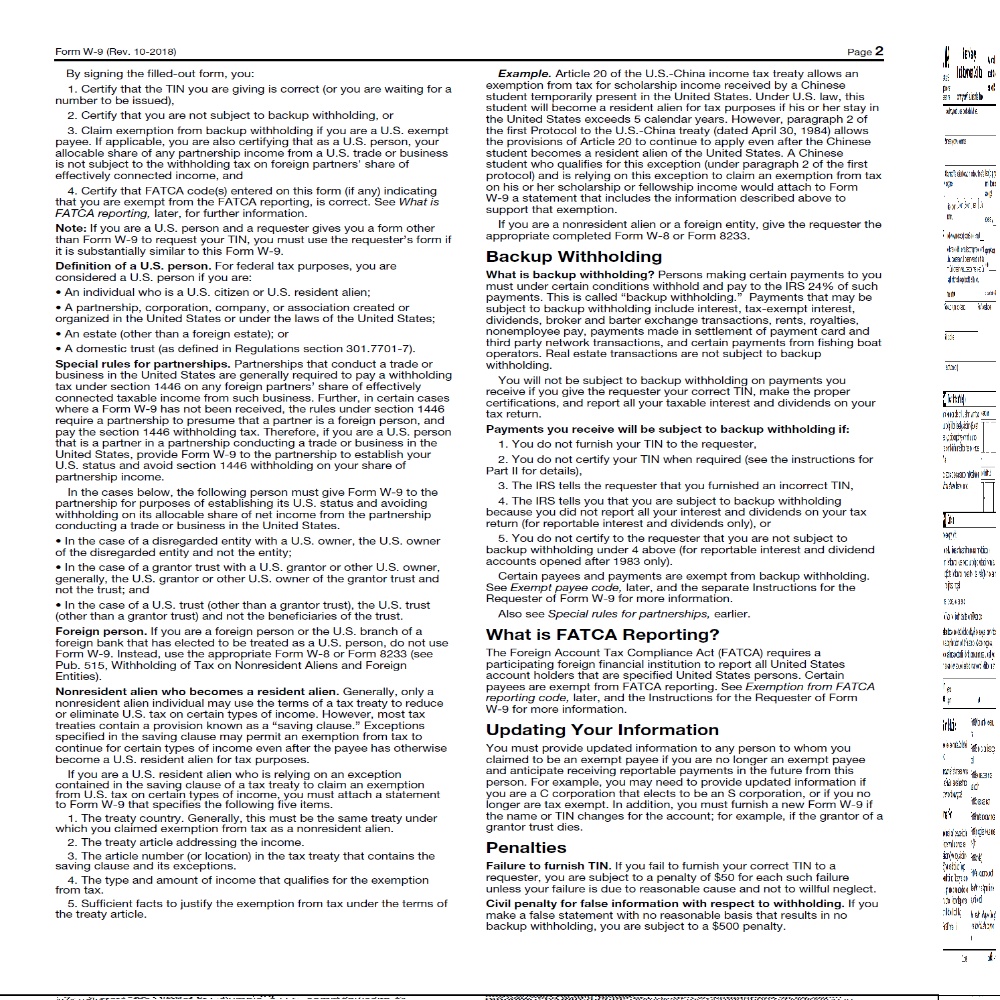 Form W-9 (Rev. 10-2018)
Page 2
By signing the filled-out form, you:
1. Certify that the TIN you are giving is correct (or you are waiting for a
number to be issued),
2. Certify that you are not subject to backup withholding, or
3. Claim exemption from backup withholding if you are a U.S. exempt
payee. If applicable, you are also certifying that as a U.S. person, your
allocable share of any partnership income from a U.S. trade or business
is not subject to the withholding tax on foreign partners' share of
effectively connected income, and
4. Certify that FATCA code(s) entered on this form (if any) indicating
that you are exempt from the FATCA reporting, is correct. See What is
FATCA reporting, later, for further information.
Note: If you are a U.S. person and a requester gives you a form other
than Form W-9 to request your TIN, you must use the requester's form if
it is substantially similar to this Form W-9.
Definition of a U.S. person. For federal tax purposes, you are
considered a U.S. person if you are:
• An individual who is a U.S. citizen or U.S. resident alien;
• A partnership, corporation, company, or association created or
organized in the United States or under the laws of the United States;
• An estate (other than a foreign estate); or
• A domestic trust (as defined in Regulations section 301.7701-7).
Special rules for partnerships. Partnerships that conduct a trade or
business in the United States are generally required to pay a withholding
tax under section 1446 on any foreign partners' share of effectively
connected taxable income from such business. Further, in certain cases
where a Form W-9 has not been received, the rules under section 1446
require a partnership to presume that a partner is a foreign person, and
pay the section 1446 withholding tax. Therefore, if you are a U.S. person
that is a partner in a partnership conducting a trade or business in the
United States, provide Form W-9 to the partnership to establish your
U.S. status and avoid section 1446 withholding on your share of
partnership income.
In the cases below, the following person must give Form W-9 to the
partnership for purposes of establishing its U.S. status and avoiding
withholding on its allocable share of net income from the partnership
conducting a trade or business in the United States.
• In the case of a disregarded entity with a U.S. owner, the U.S. owner
of the disregarded entity and not the entity;
• In the case of a grantor trust with a U.S. grantor or other U.S. owner,
generally, the U.S. grantor or other U.S. owner of the grantor trust and
not the trust; and
• In the case of a U.S. trust (other than a grantor trust), the U.S. trust
(other than a grantor trust) and not the beneficiaries of the trust.
Foreign person. If you are a foreign person or the U.S. branch of a
foreign bank that has elected to be treated as a U.S. person, do not use
Form W-9. Instead, use the appropriate Form W-8 or Form 8233 (see
Pub. 515, Withholding of Tax on Nonresident Aliens and Foreign
Entities).
Nonresident alien who becomes a resident alien. Generally, only a
nonresident alien individual may use the terms of a tax treaty to reduce
or eliminate U.S. tax on certain types of income. However, most tax
treaties contain a provision known as a “saving clause.” Exceptions
specified in the saving clause may permit an exemption from tax to
continue for certain types of income even after the payee has otherwise
become a U.S. resident alien for tax purposes.
If you are a U.S. resident alien who is relying on an exception
contained in the saving clause of a tax treaty to claim an exemption
from U.S. tax on certain types of income, you must attach a statement
to Form W-9 that specifies the following five items.
1. The treaty country. Generally, this must be the same treaty under
which you claimed exemption from tax as a nonresident alien.
2. The treaty article addressing the income.
3. The article number (or location) in the tax treaty that contains the
saving clause and its exceptions.
4. The type and amount of income that qualifies for the exemption
from tax.
5. Sufficient facts to justify the exemption from tax under the terms of
the treaty article.
Example. Article 20 of the U.S.-China income tax treaty allows an
exemption from tax for scholarship income received by a Chinese
student temporarily present in the United States. Under U.S. law, this
student will become a resident alien for tax purposes if his or her stay in
the United States exceeds 5 calendar years. However, paragraph 2 of
the first Protocol to the U.S.-China treaty (dated April 30, 1984) allows
the provisions of Article 20 to continue to apply even after the Chinese
student becomes a resident alien of the United States. A Chinese
student who qualifies for this exception (under paragraph 2 of the first
protocol) and is relying on this exception to claim an exemption from tax
on his or her scholarship or fellowship income would attach to Form
W-9 a statement that includes the information described above to
support that exemption.
If you are a nonresident alien or a foreign entity, give the requester the
appropriate completed Form W-8 or Form 8233.
Backup Withholding
What is backup withholding? Persons making certain payments to you
must under certain conditions withhold and pay to the IRS 24% of such
payments. This is called “backup withholding.” Payments that may be
subject to backup withholding include interest, tax-exempt interest,
dividends, broker and barter exchange transactions, rents, royalties,
nonemployee pay, payments made in settlement of payment card and
third party network transactions, and certain payments from fishing boat
operators. Real estate transactions are not subject to backup
withholding.
You will not be subject to backup withholding on payments you
receive if you give the requester your correct TIN, make the proper
certifications, and report all your taxable interest and dividends on your
tax return.
Payments you receive will be subject to backup withholding if:
1. You do not furnish your TIN to the requester,
2. You do not certify your TIN when required (see the instructions for
Part II for details),
3. The IRS tells the requester that you furnished an incorrect TIN,
4. The IRS tells you that you are subject to backup withholding
because you did not report all your interest and dividends on your tax
return (for reportable interest and dividends only), or
5. You do not certify to the requester that you are not subject to
backup withholding under 4 above (for reportable interest and dividend
accounts opened after 1983 only).
Certain payees and payments are exempt from backup withholding.
See Exempt payee code, later, and the separate Instructions for the
Requester of Form W-9 for more information.
Also see Special rules for partnerships, earlier.
What is FATCA Reporting?
The Foreign Account Tax Compliance Act (FATCA) requires a
participating foreign financial institution to report all United States
account holders that are specified United States persons. Certain
payees are exempt from FATCA reporting. See Exemption from FATCA
reporting code, later, and the Instructions for the Requester of Form
W-9 for more information.
Updating Your Information
You must provide updated information to any person to whom you
claimed to be an exempt payee if you are no longer an exempt payee
and anticipate receiving reportable payments in the future from this
person. For example, you may need to provide updated information if
you are a C corporation that elects to be an S corporation, or if you no
longer are tax exempt. In addition, you must furnish a new Form W-9 if
the name or TIN changes for the account; for example, if the grantor of a
grantor trust dies.
Penalties
Failure to furnish TIN. If you fail to furnish your correct TIN to a
requester, you are subject to a penalty of $50 for each such failure
unless your failure is due to reasonable cause and not to willful neglect.
Civil penalty for false information with respect to withholding. If you
make a false statement with no reasonable basis that results in no
backup withholding, you are subject to a $500 penalty.